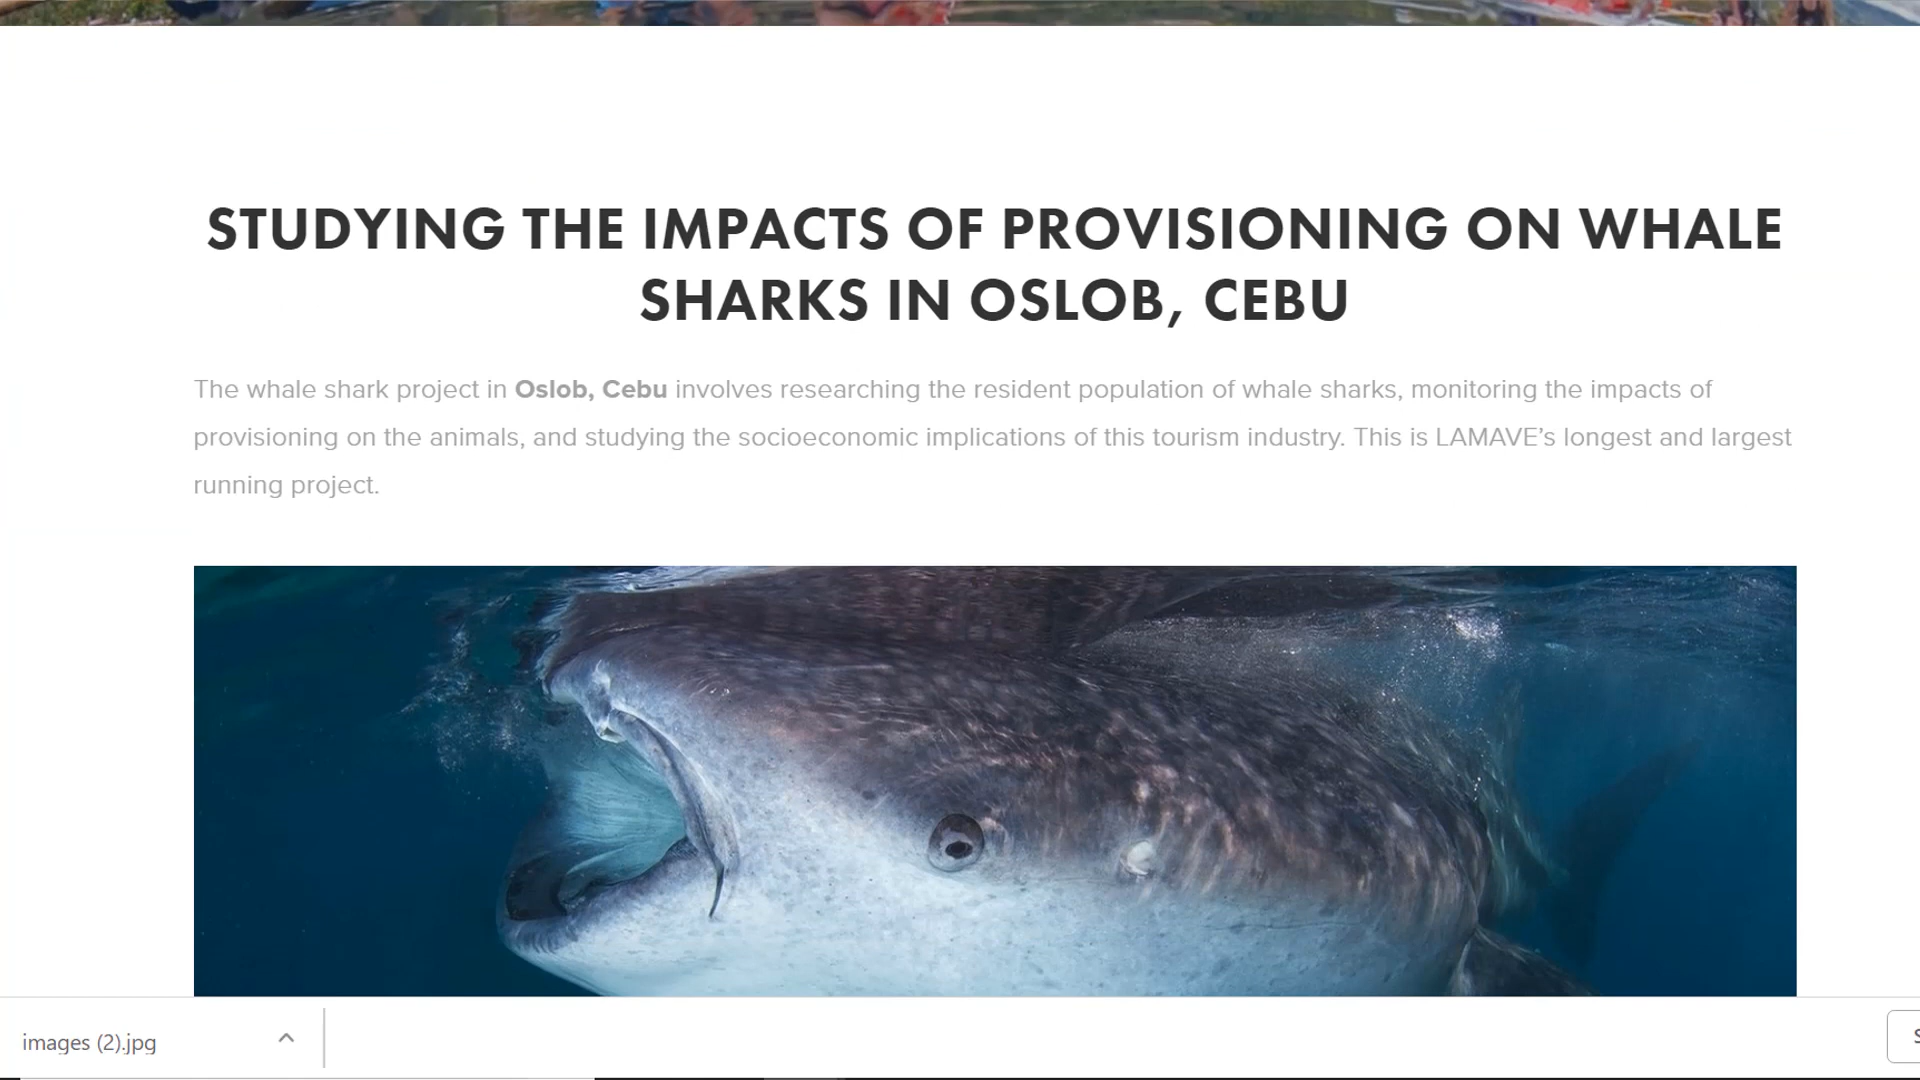 STUDYING THE IMPACTS OF PROVISIONING ON WHALE
SHARKS IN OSLOB, CEBU
The whale shark project in Oslob, Cebu involves researching the resident population of whale sharks, monitoring the impacts of
provisioning on the animals, and studying the socioeconomic implications of this tourism industry. This is LAMAVE’s longest and largest
running project.
images (2).jpg